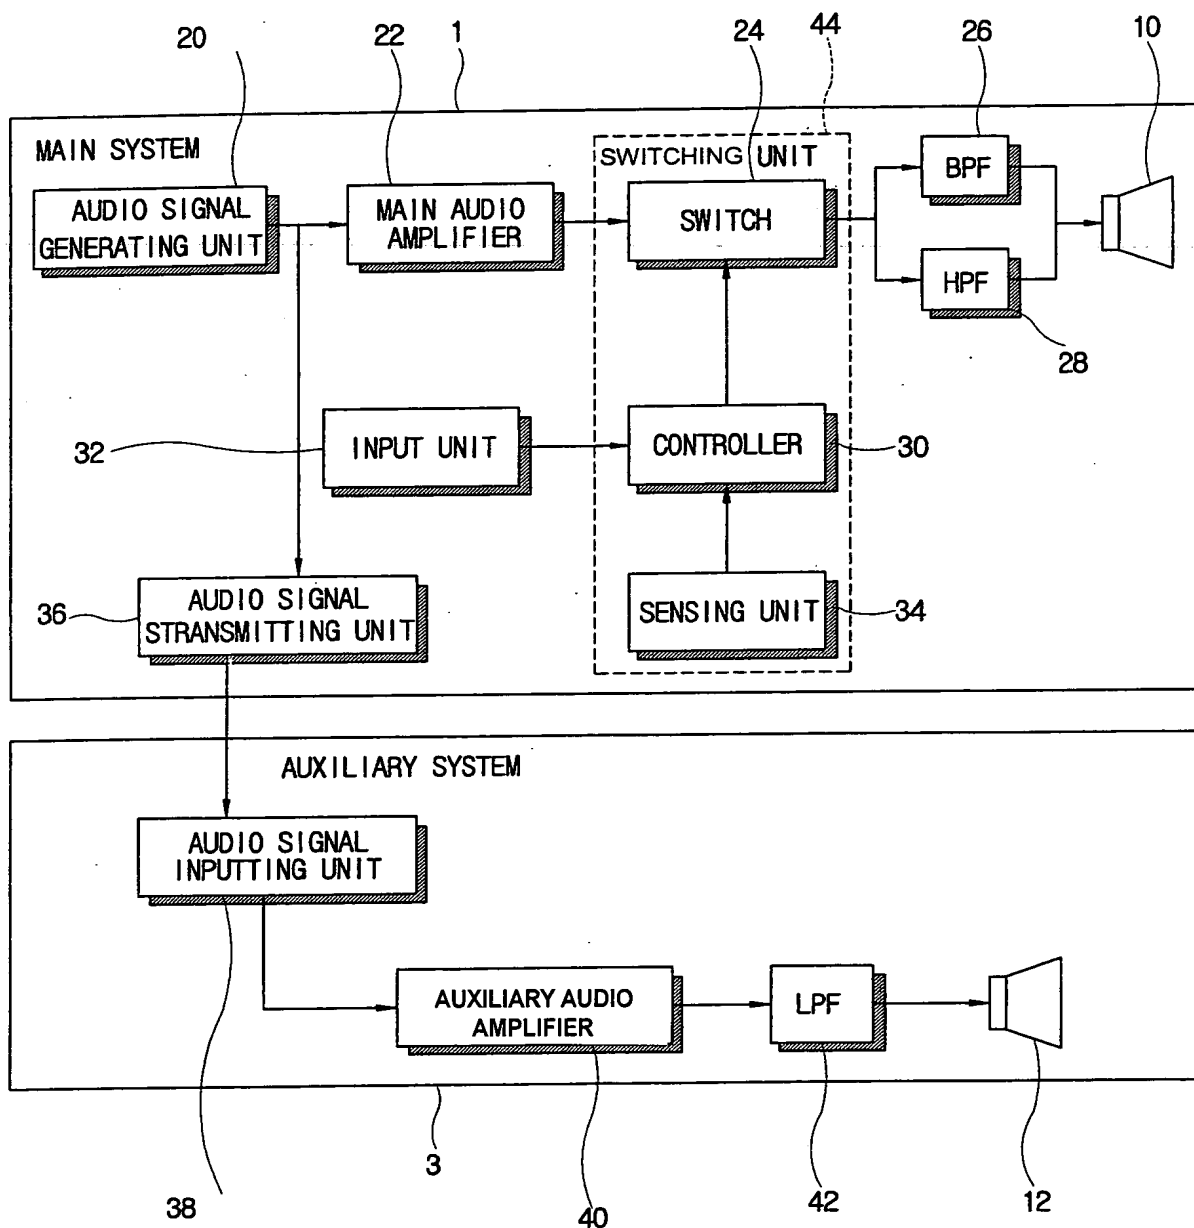 20
22
1
24
44
26
10
MAIN SYSTEM
SWITCHING UNIT
AUDIO SIGNAL
GENERATING UNIT
MAIN AUDIO
AMPLIFIER
SWITCH
BPF
HPF
28
32
INPUT UNIT
CONTROLLER
30
36
AUDIO SIGNAL
STRANSMITTING UNIT
SENSING UNIT
34
AUXILIARY SYSTEM
AUDIO SIGNAL
INPUTTING UNIT
AUXILIARY AUDIO
AMPLIFIER
LPF
3
38
40
42
12